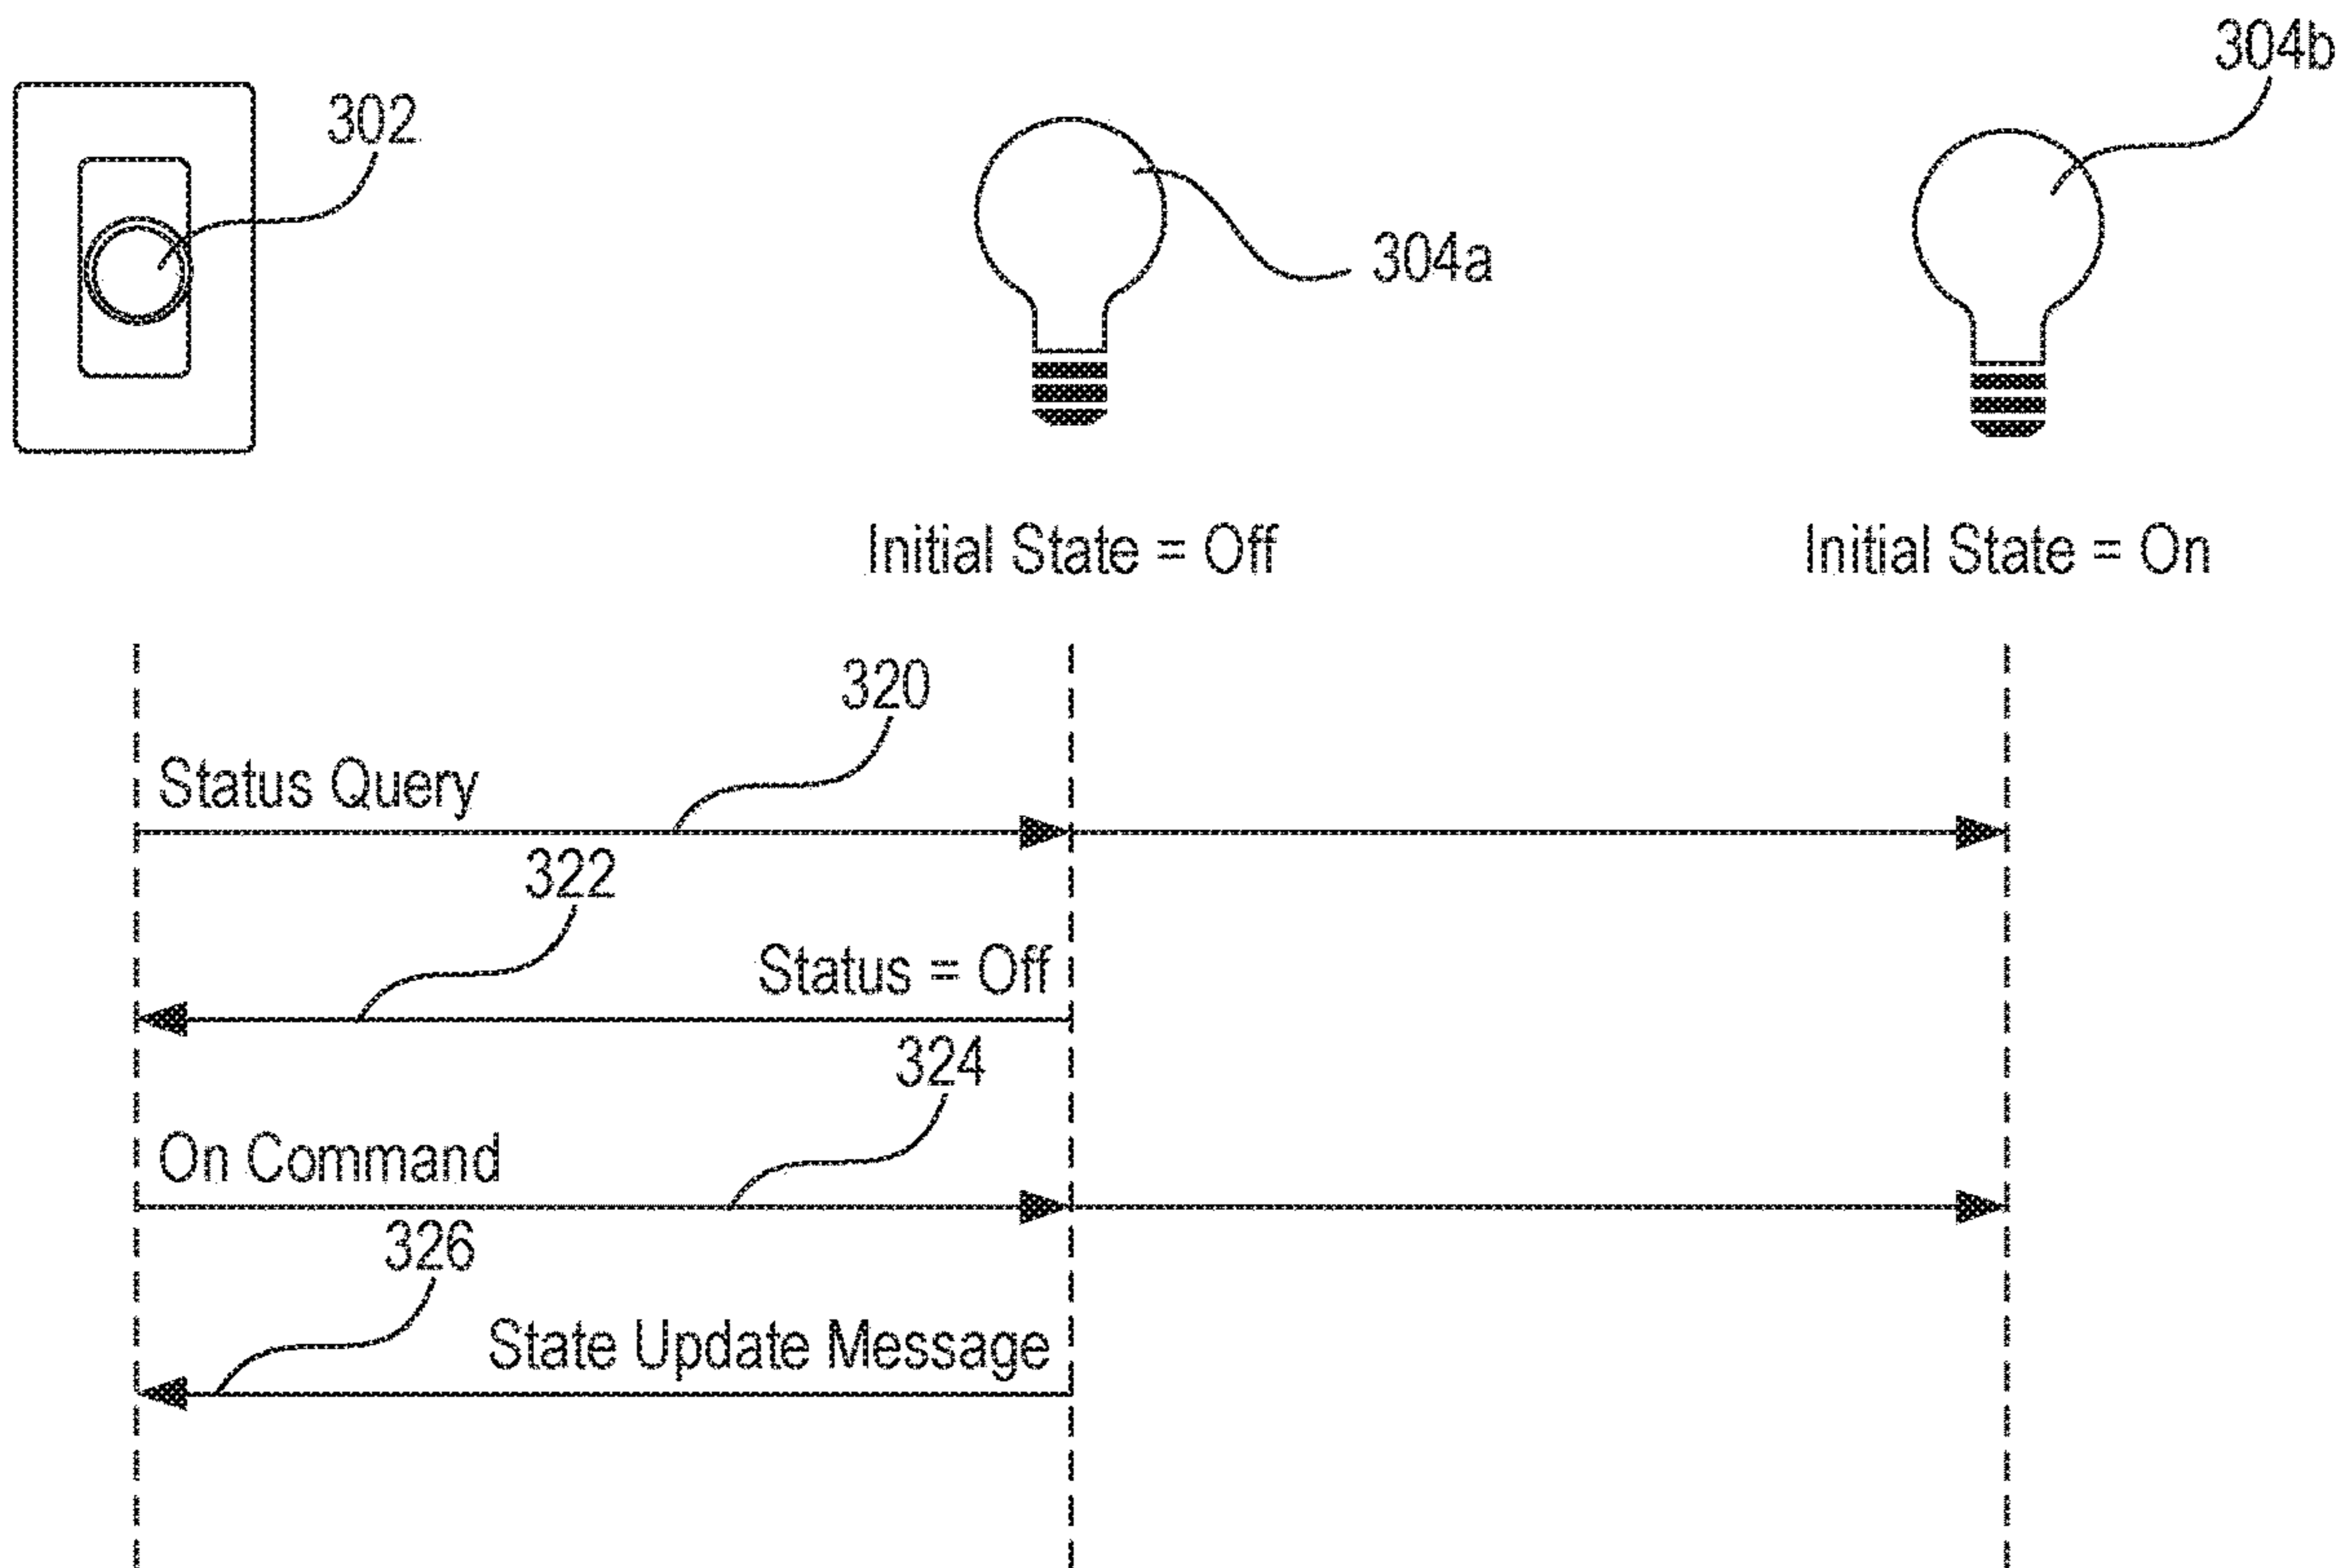 304b
302
304a
Initial State = Off
Initial State = On
320
Status Query
322
Status = Off
324
On Command
326
State Update Message